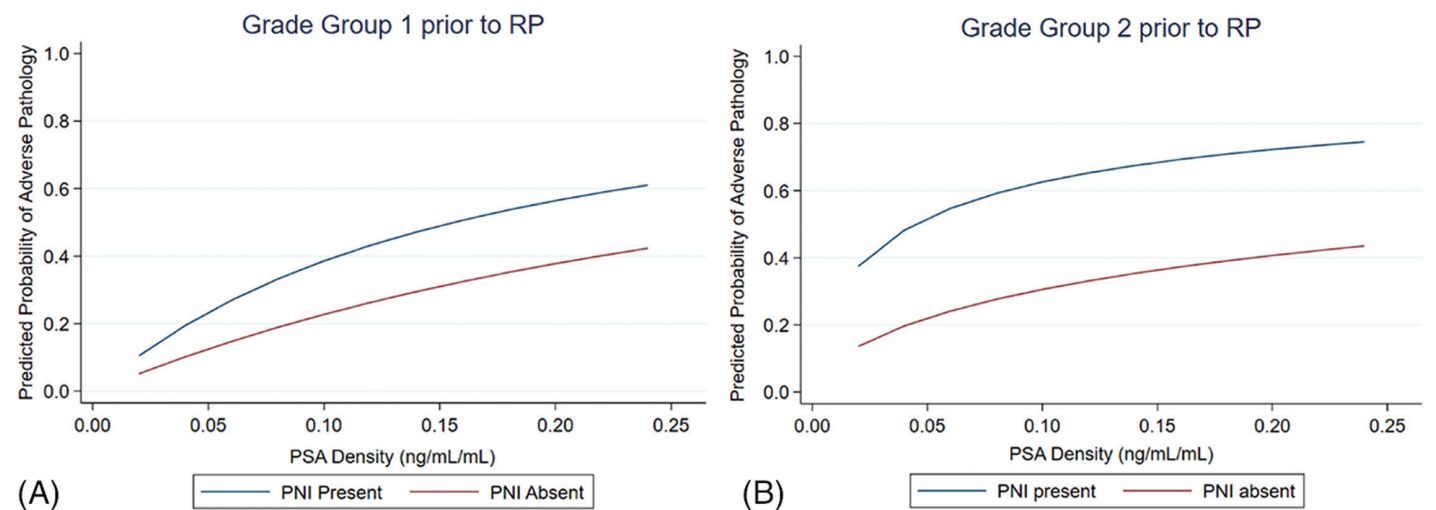 Grade Group 1 prior to RP
Predicted Probability of Adverse Pathology
1.0
0.8
0.6
0.4
0.2
0.0
0.00 0.05 0.10 0.15 0.20 0.25
PSA Density (ng/mL/mL)
PNI Present PNI Absent
(A)
Grade Group 2 prior to RP
Predicted Probability of Adverse Pathology
1.0
0.8
0.6
0.4
0.2
0.0
0.00 0.05 0.10 0.15 0.20 0.25
PSA Density (ng/mL/mL)
PNI present PNI absent
(B)